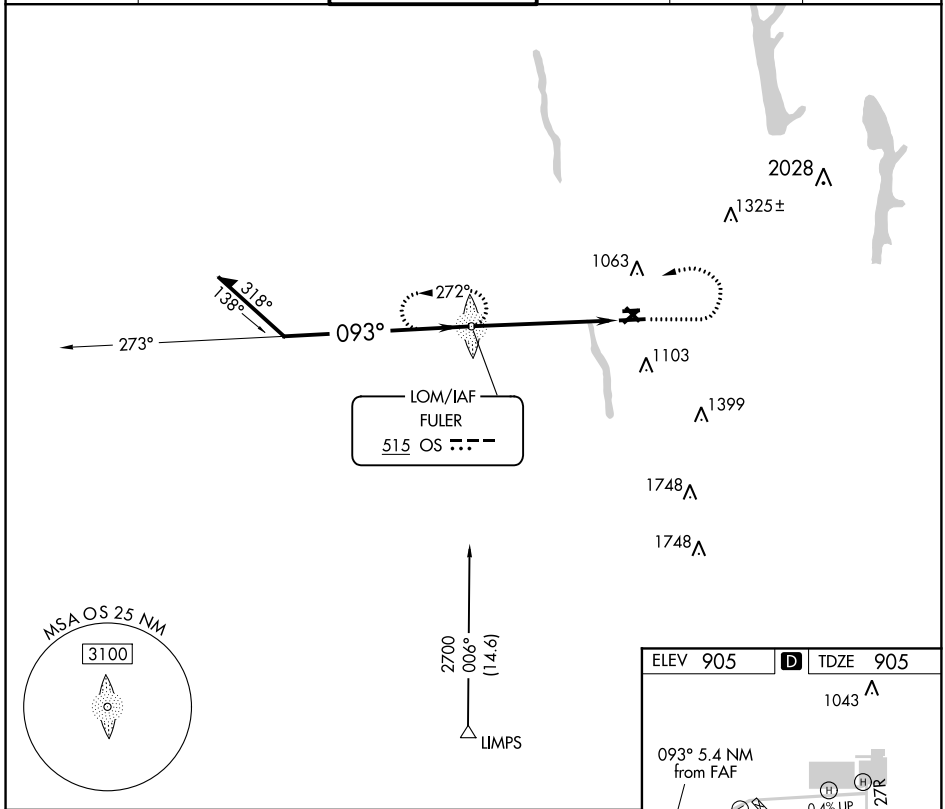 2028
1325±
1063
272°
318°
138°
093°
273°
1103
LOM/IAF
FULER
515 OS
1399
1748
1748
MSA OS 25 NM
3100
2700
006°
(14.6)
LIMPS
ELEV 905 D TDZE 905
1043
093° 5.4 NM
from FAF
H
H
27R
0.4% UP